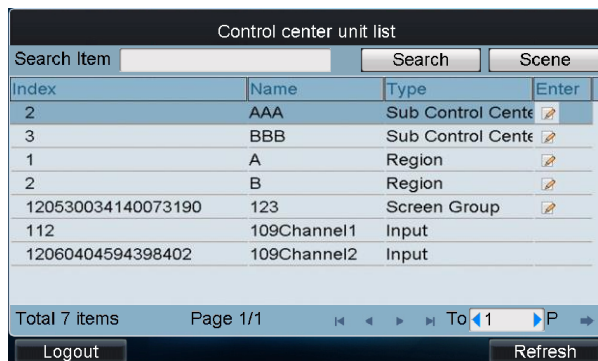 Control center unit list
Search Item Search Scene
Index Name Type Enter
2 AAA Sub Control Cente
3 BBB Sub Control Cente
1 A Region
2 B Region
120530034140073190 123 Screen Group
112 109Channel1 Input
12060404594398402 109Channel2 Input
Total 7 items Page 1/1 To 1 P
Logout Refresh